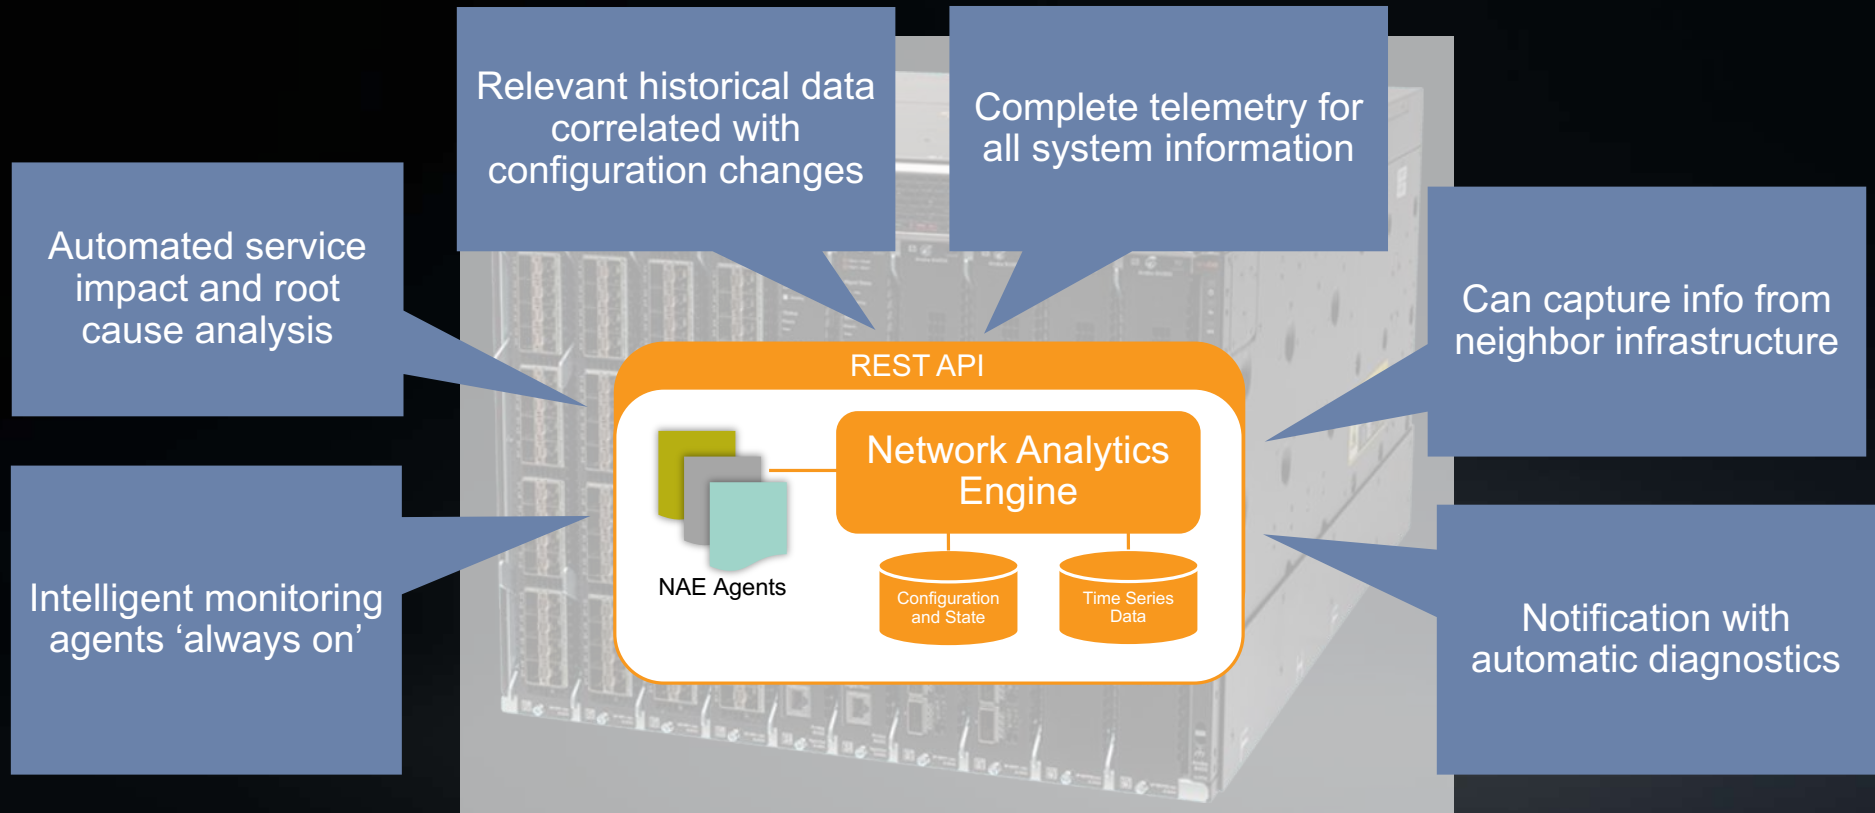 Relevant historical data
correlated with
configuration changes
Complete telemetry for
all system information
Automated service
impact and root
cause analysis
Can capture info from
neighbor infrastructure
Intelligent monitoring
agents ‘always on’
Notification with
automatic diagnostics
REST API
Network Analytics
Engine
NAE Agents
Configuration
and State
Time Series
Data